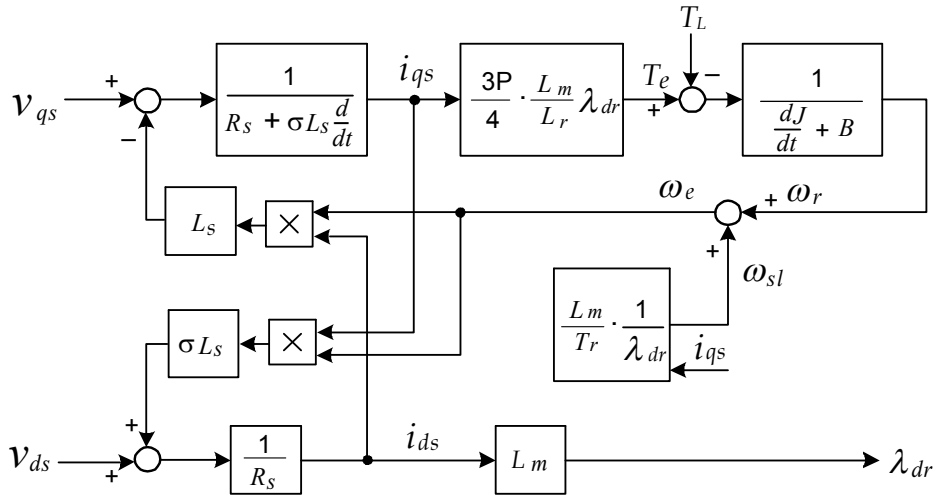 T_L
v_qs
+
−
1 / (R_s + σL_s d/dt)
i_qs
3P/4 · L_m/L_r λ_dr
T_e
+
−
1 / (dJ/dt + B)
L_s
×
ω_e
+
ω_r
+
ω_sl
σL_s
×
L_m/T_r · 1/λ_dr
i_qs
+
v_ds
+
1/R_s
i_ds
L_m
λ_dr